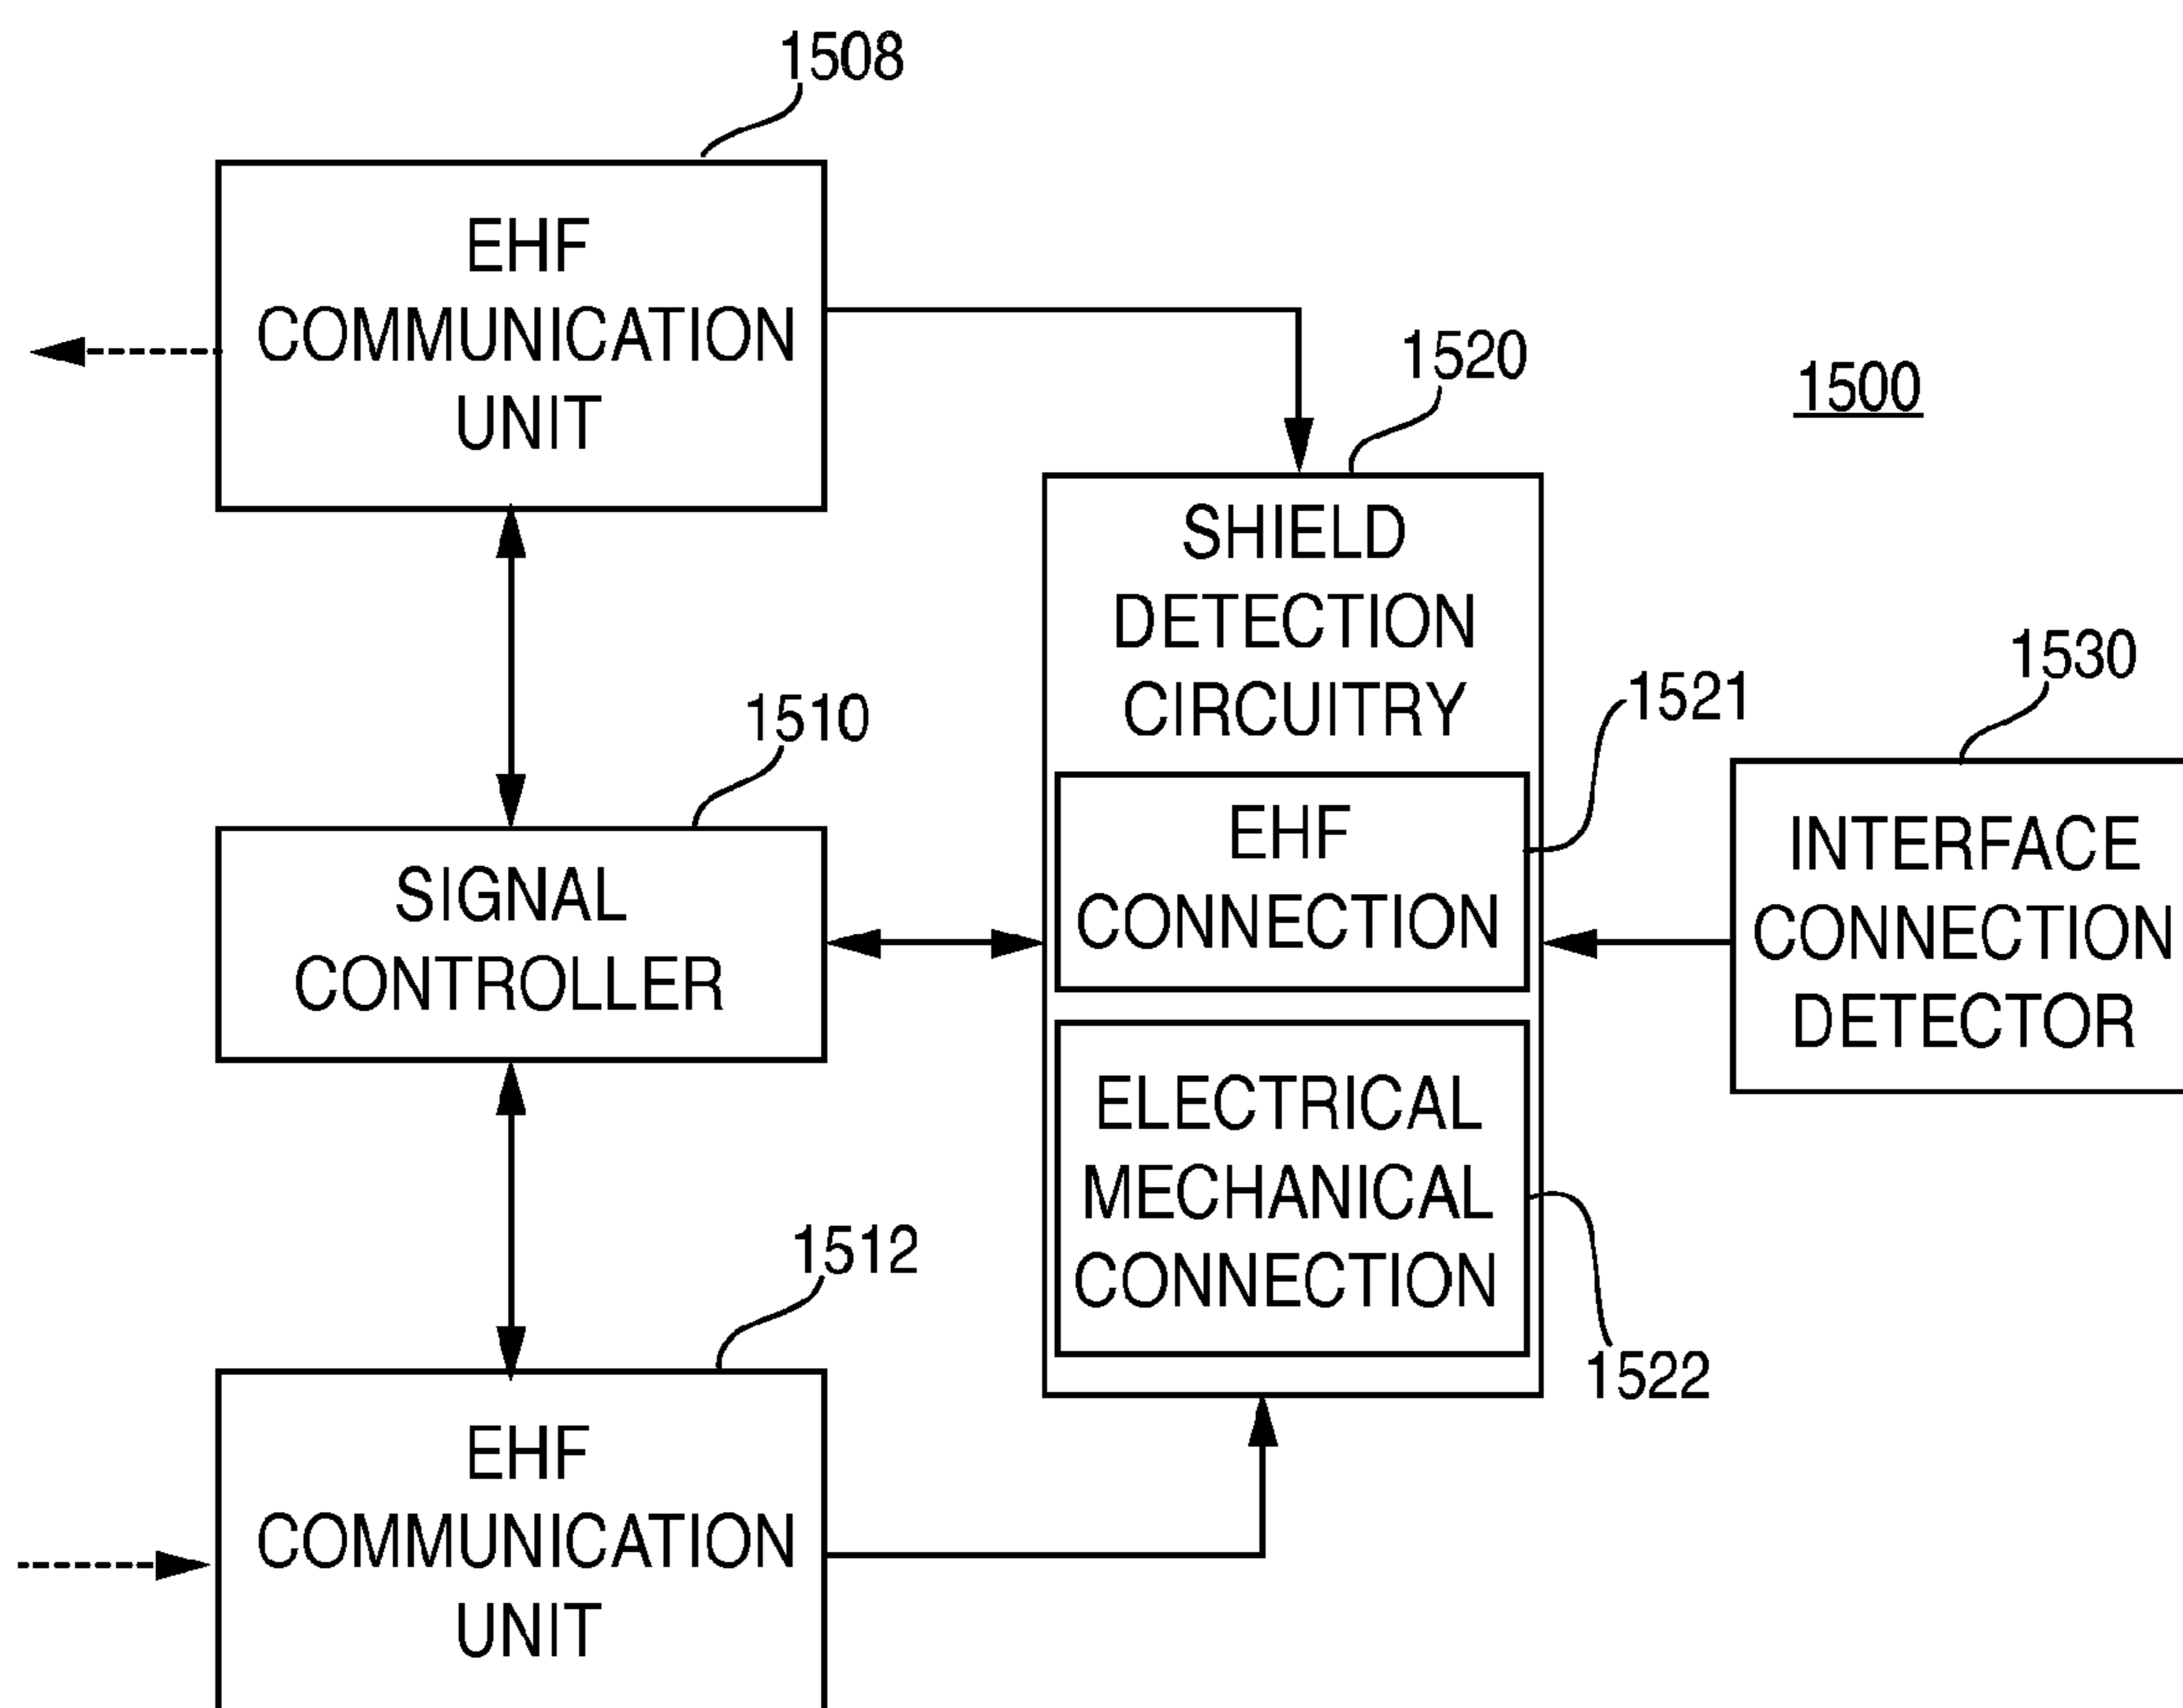 1508
EHF
COMMUNICATION
UNIT
1520
1500
SHIELD
DETECTION
CIRCUITRY
1521
1530
1510
EHF
CONNECTION
INTERFACE
CONNECTION
DETECTOR
SIGNAL
CONTROLLER
ELECTRICAL
MECHANICAL
CONNECTION
1522
1512
EHF
COMMUNICATION
UNIT